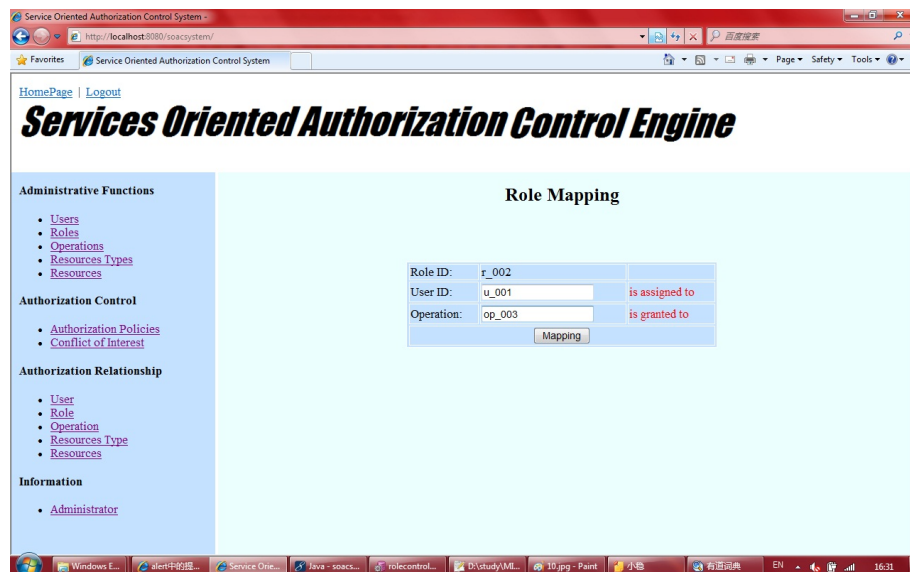 Service Oriented Authorization Control System -
http://localhost:8080/soacsystem/
百度搜索
Favorites
Service Oriented Authorization Control System
Page
Safety
Tools
HomePage | Logout
Services Oriented Authorization Control Engine
Administrative Functions
Users
Roles
Operations
Resources Types
Resources
Authorization Control
Authorization Policies
Conflict of Interest
Authorization Relationship
User
Role
Operation
Resources Type
Resources
Information
Administrator
Role Mapping
Role ID: r_002
User ID: u_001 is assigned to
Operation: op_003 is granted to
Mapping
Windows E...
alert中的提...
Service Orie...
Java - soacs...
rolecontrol...
D:\study\ML...
10.jpg - Paint
有道词典
EN
16:31